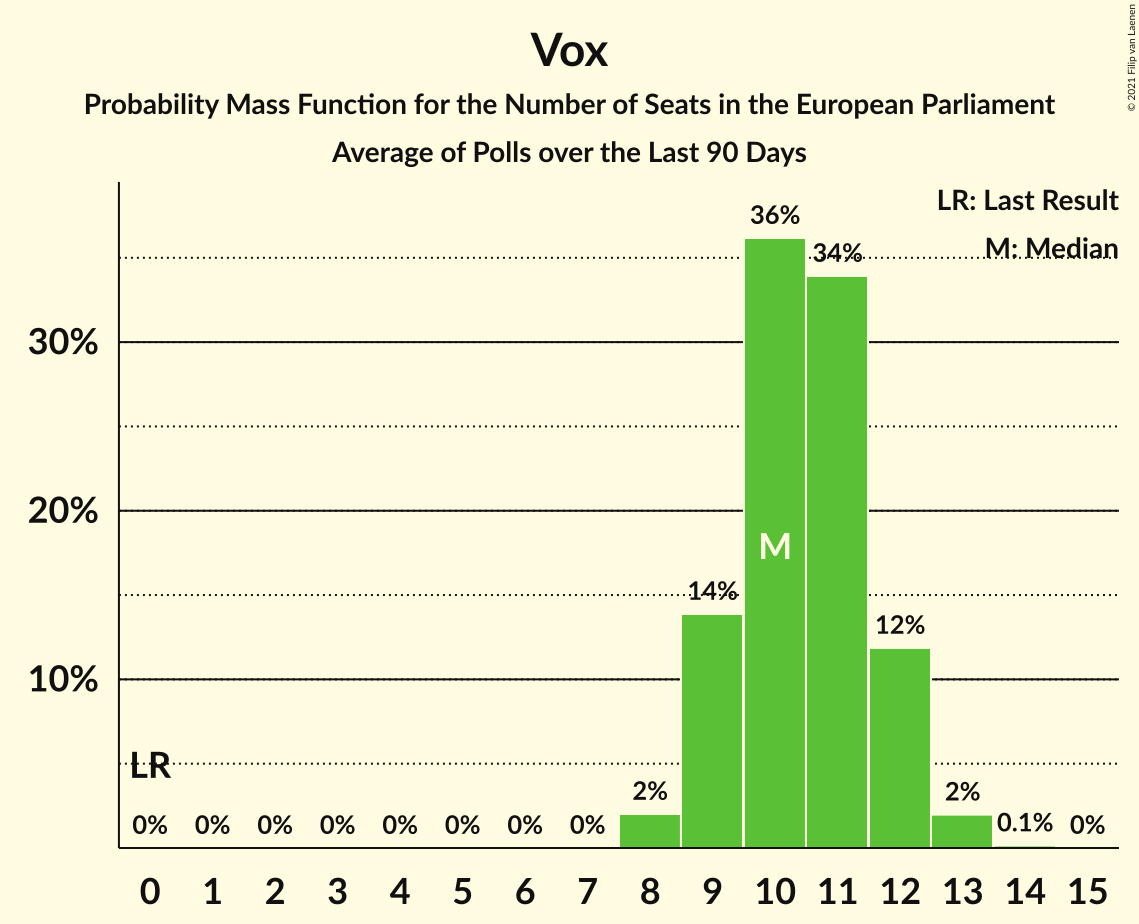 Vox
Probability Mass Function for the Number of Seats in the European Parliament
Average of Polls over the Last 90 Days
© 2021 Filip van Laenen
LR: Last Result
M: Median
36%
34%
30%
20%
M
14%
12%
10%
LR
0% 0% 0% 0% 0% 0% 0% 0% 2% 2% 0.1% 0%
0 1 2 3 4 5 6 7 8 9 10 11 12 13 14 15